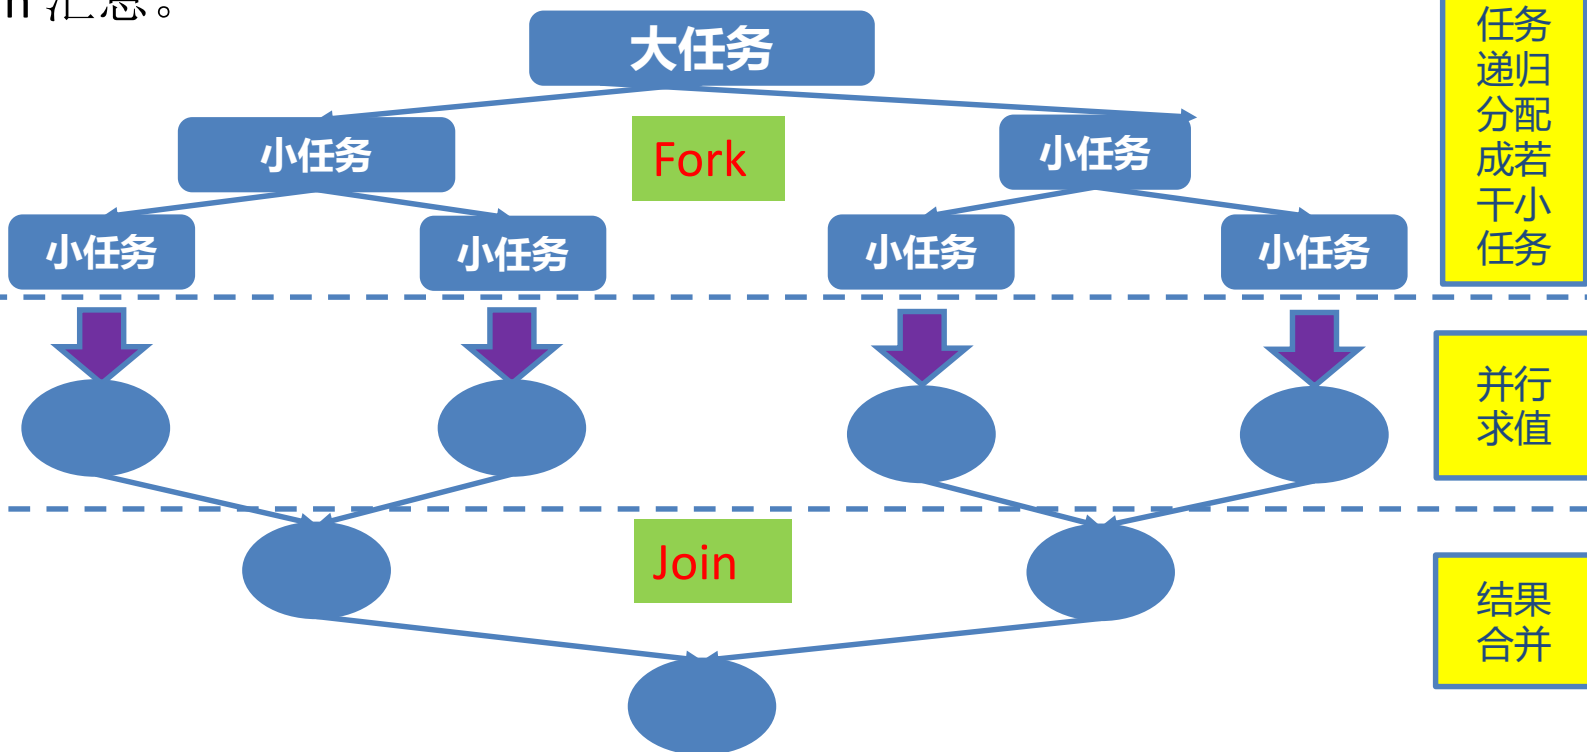 n 汇总。
大任务
小任务
Fork
小任务
小任务
小任务
小任务
小任务
任务
递归
分配
成若
干小
任务
并行
求值
Join
结果
合并